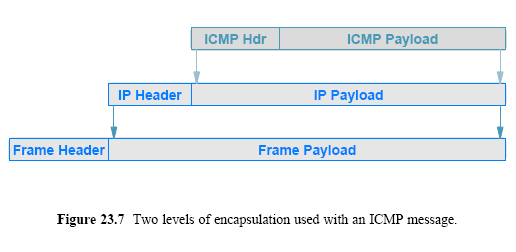 ICMP Hdr ICMP Payload
IP Header IP Payload
Frame Header Frame Payload
Figure 23.7 Two levels of encapsulation used with an ICMP message.